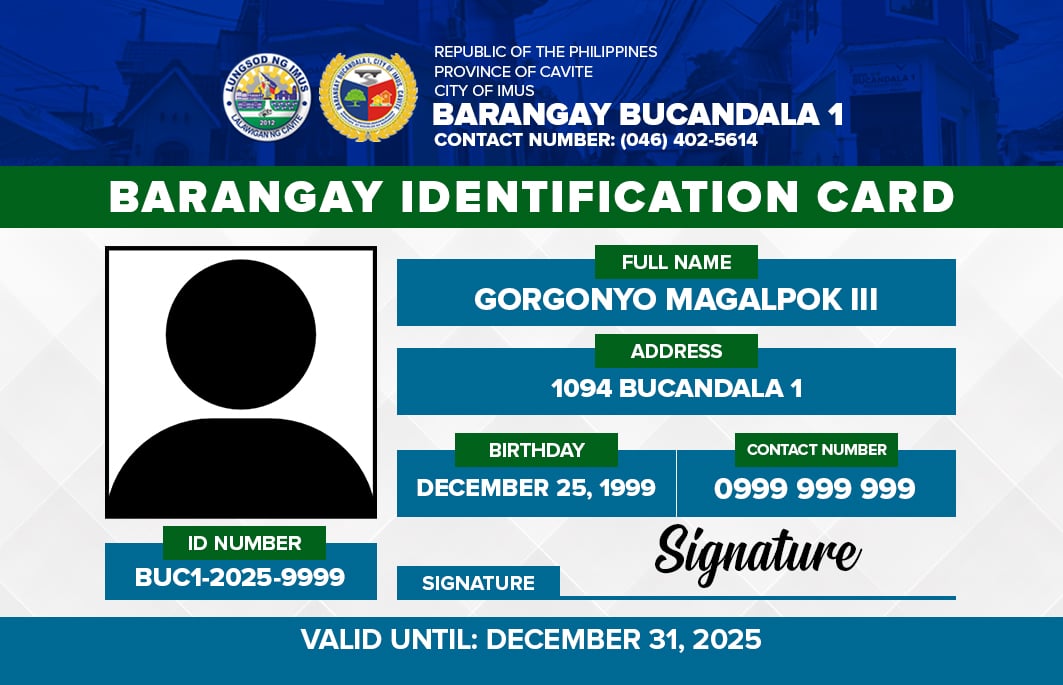 REPUBLIC OF THE PHILIPPINES
PROVINCE OF CAVITE
CITY OF IMUS
BARANGAY BUCANDALA 1
CONTACT NUMBER: (046) 402-5614
LUNGSOD NG IMUS
2012
LALAWIGAN NG CAVITE
BARANGAY BUCANDALA 1, CITY OF IMUS, CAVITE
BUCANDALA 1
BARANGAY IDENTIFICATION CARD
FULL NAME
GORGONYO MAGALPOK III
ADDRESS
1094 BUCANDALA 1
BIRTHDAY
DECEMBER 25, 1999
CONTACT NUMBER
0999 999 999
ID NUMBER
BUC1-2025-9999
Signature
SIGNATURE
VALID UNTIL: DECEMBER 31, 2025